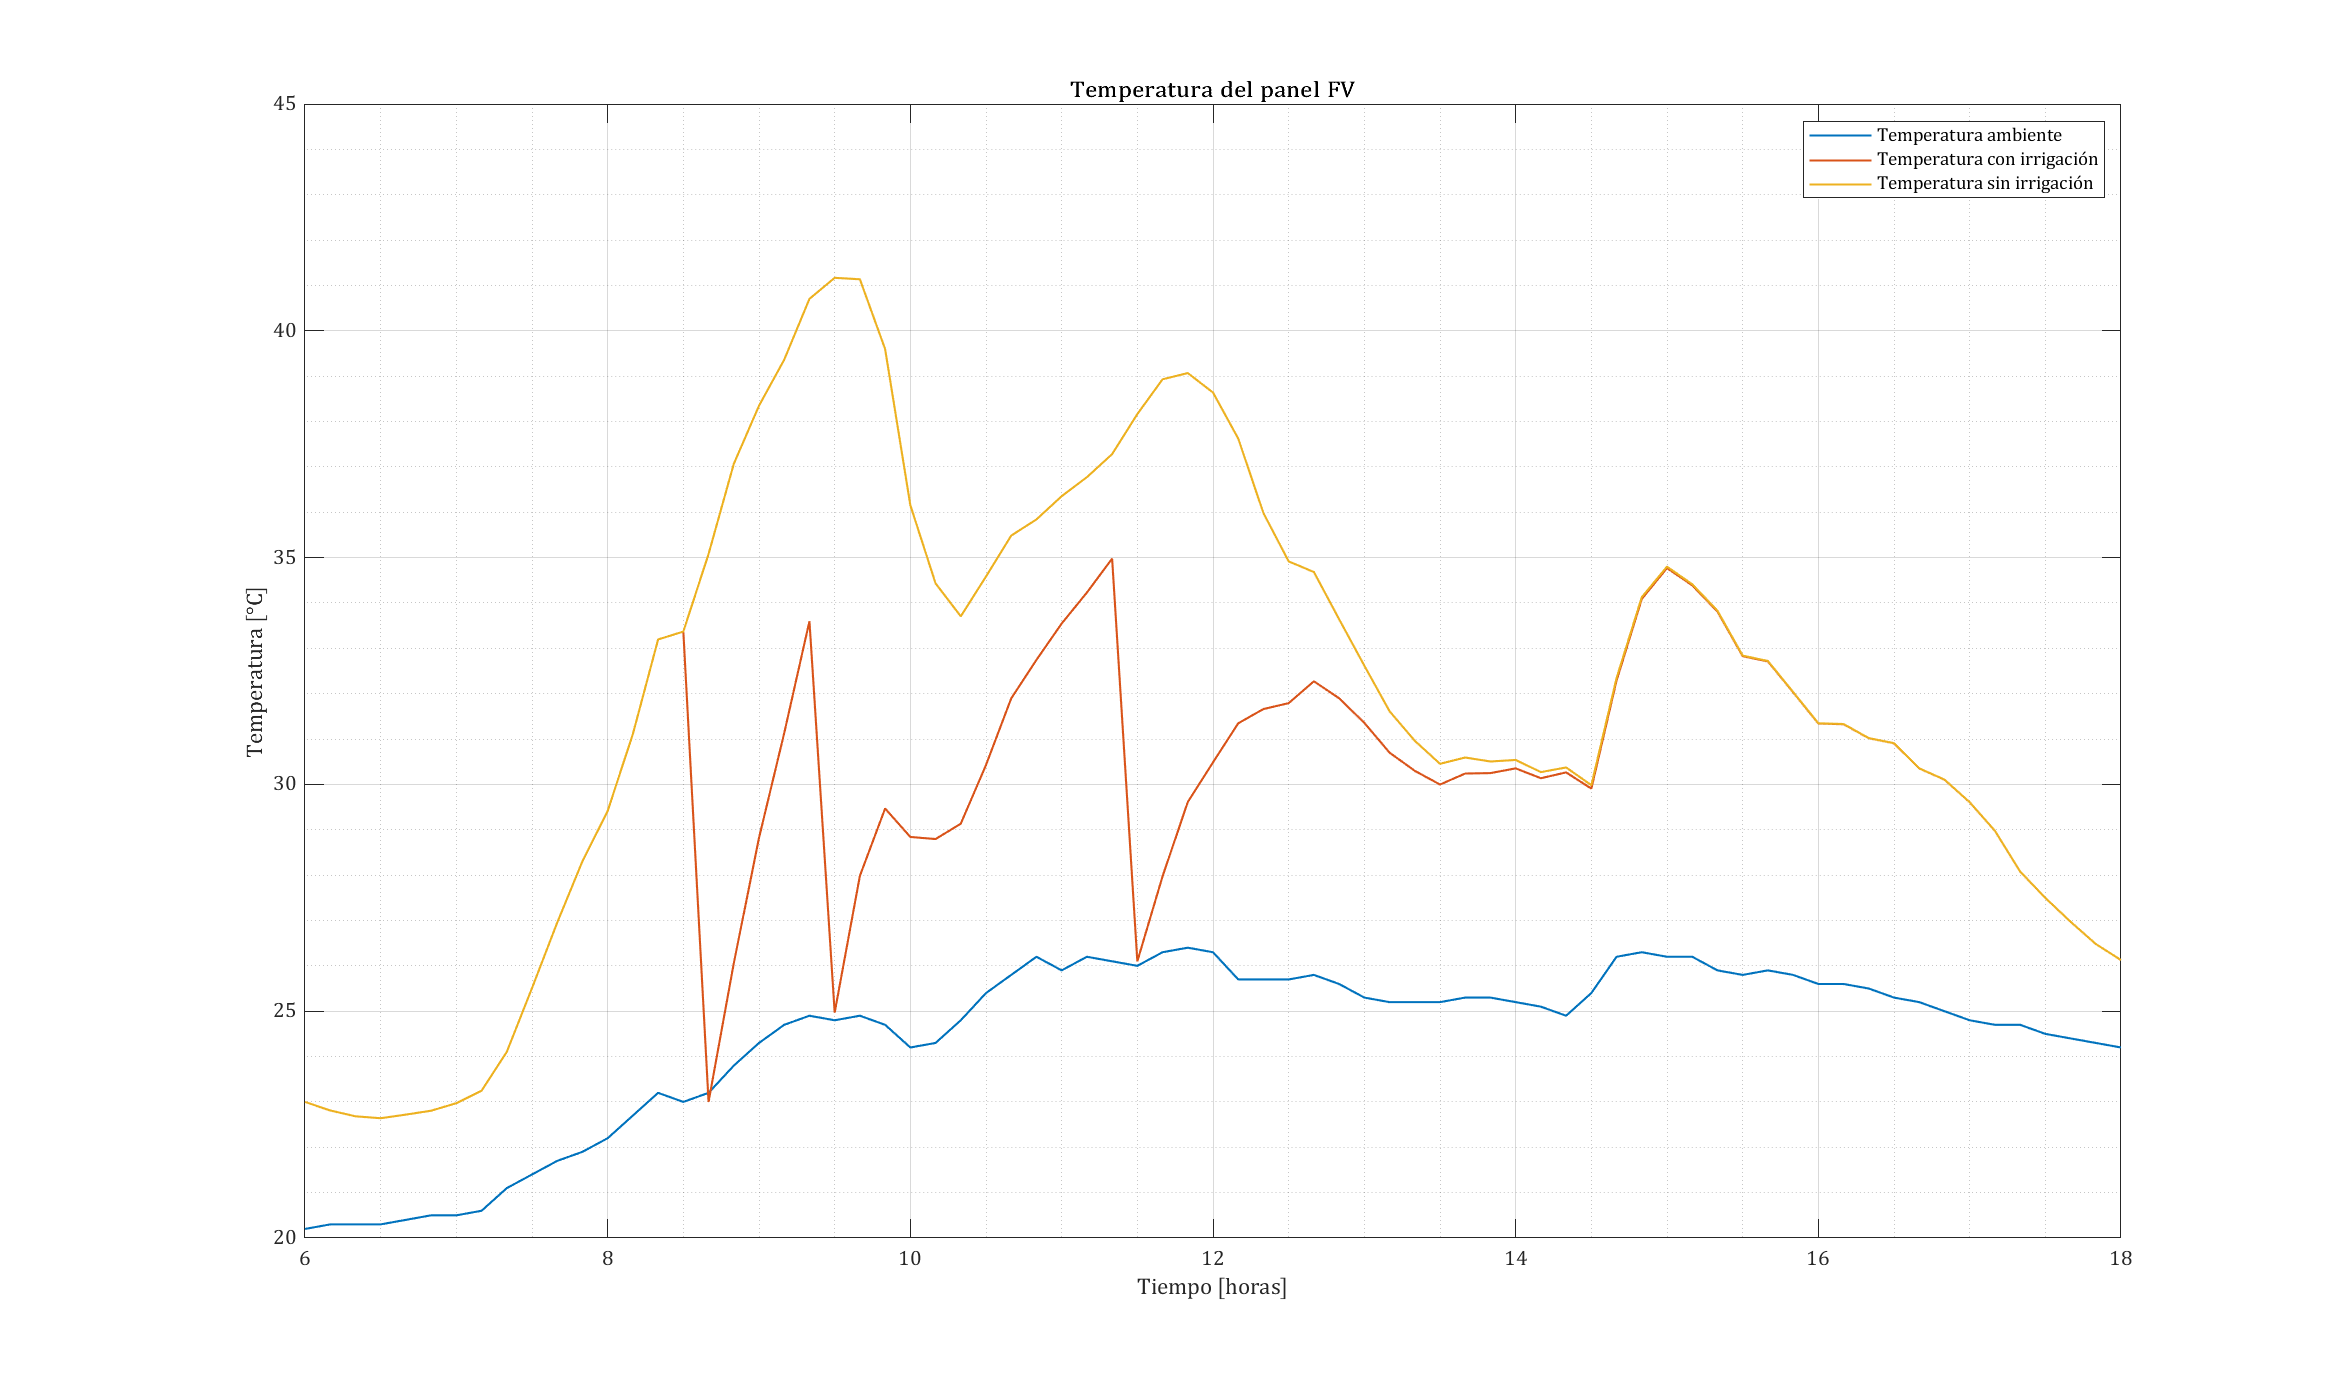 Temperatura del panel FV
45
40
35
30
25
20
Temperatura [°C]
Temperatura ambiente
Temperatura con irrigación
Temperatura sin irrigación
6 8 10 12 14 16 18
Tiempo [horas]